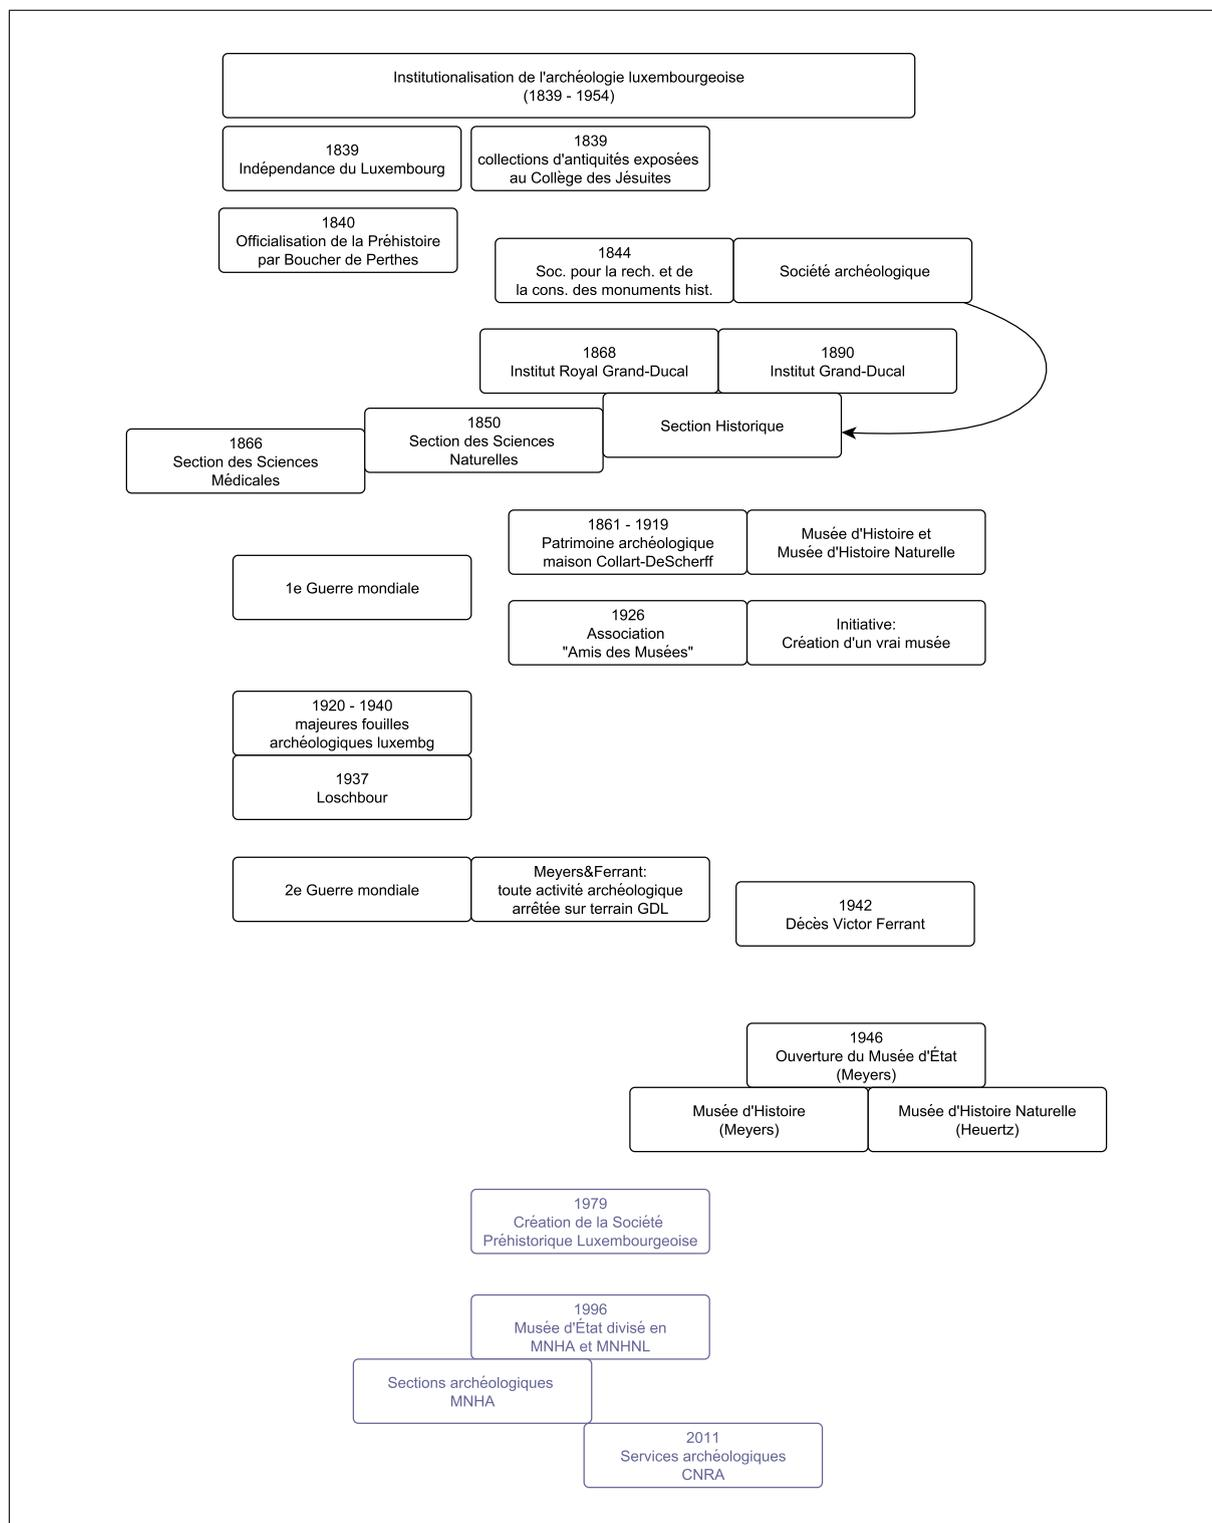 Institutionalisation de l'archéologie luxembourgeoise
(1839 - 1954)
1839
Indépendance du Luxembourg
1839
collections d'antiquités exposées
au Collège des Jésuites
1840
Officialisation de la Préhistoire
par Boucher de Perthes
1844
Soc. pour la rech. et de
la cons. des monuments hist.
Société archéologique
1868
Institut Royal Grand-Ducal
1890
Institut Grand-Ducal
Section Historique
1850
Section des Sciences
Naturelles
1866
Section des Sciences
Médicales
1861 - 1919
Patrimoine archéologique
maison Collart-DeScherff
Musée d'Histoire et
Musée d'Histoire Naturelle
1e Guerre mondiale
1926
Association
"Amis des Musées"
Initiative:
Création d'un vrai musée
1920 - 1940
majeures fouilles
archéologiques luxembg
1937
Loschbour
2e Guerre mondiale
Meyers&Ferrant:
toute activité archéologique
arrêtée sur terrain GDL
1942
Décès Victor Ferrant
1946
Ouverture du Musée d'État
(Meyers)
Musée d'Histoire
(Meyers)
Musée d'Histoire Naturelle
(Heuertz)
1979
Création de la Société
Préhistorique Luxembourgeoise
1996
Musée d'État divisé en
MNHA et MNHNL
Sections archéologiques
MNHA
2011
Services archéologiques
CNRA